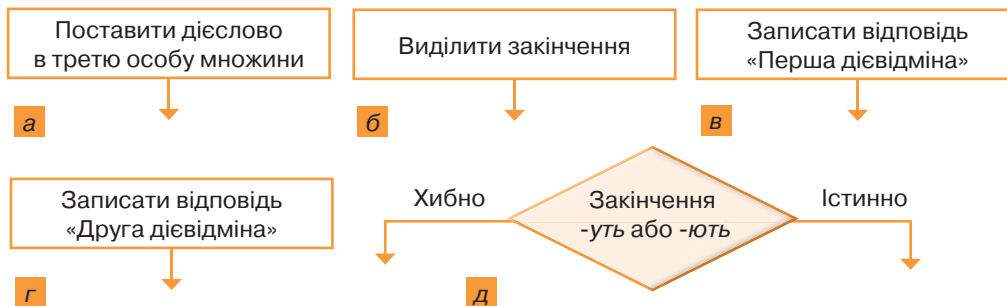 Поставити дієслово
в третю особу множини
а
Виділити закінчення
б
Записати відповідь
«Перша дієвідміна»
в
Записати відповідь
«Друга дієвідміна»
г
Хибно
Закінчення
-уть або -ють
Істинно
д